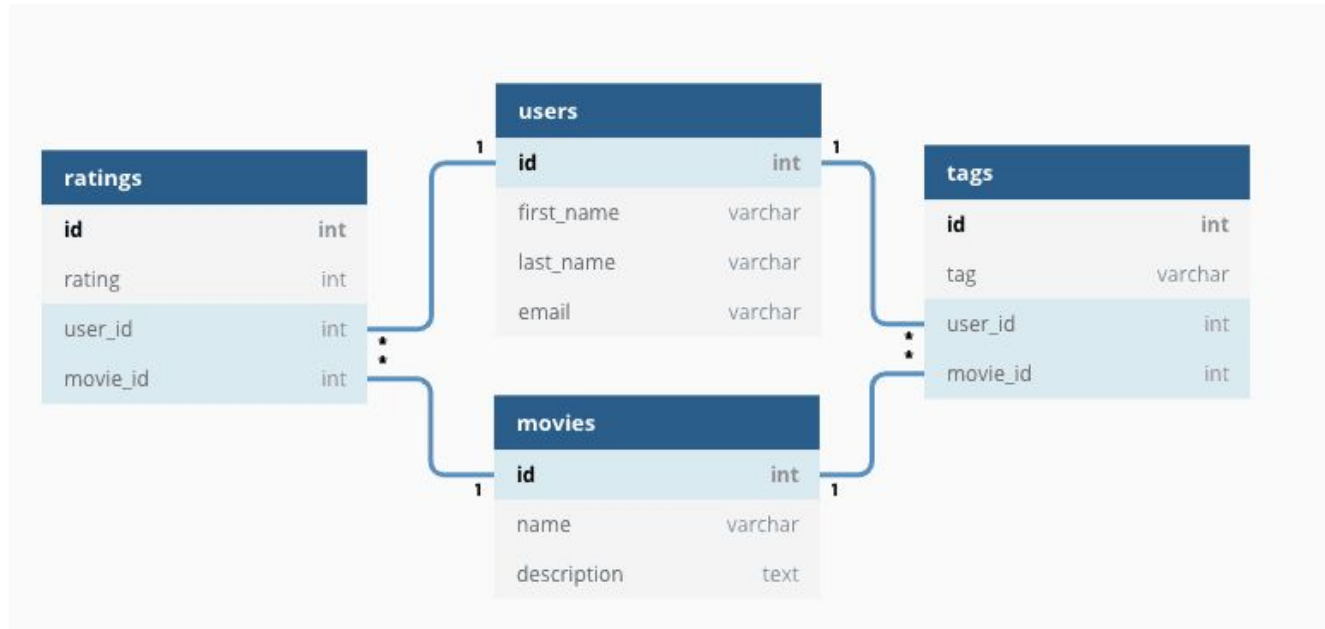 users
1
id int
1
first_name varchar
last_name varchar
email varchar
ratings
id int
rating int
user_id int
*
*
movie_id int
tags
id int
tag varchar
*
user_id int
*
movie_id int
movies
1
id int
1
name varchar
description text